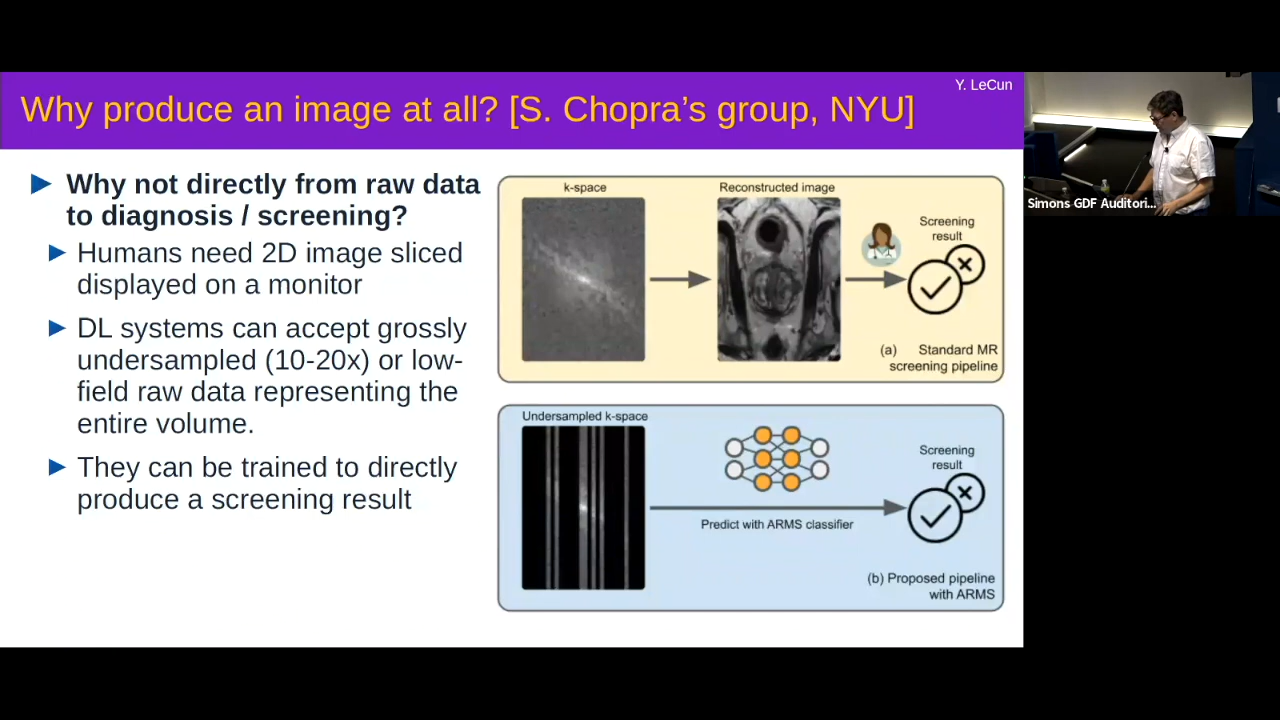 Y. LeCun
Why produce an image at all? [S. Chopra's group, NYU]
Why not directly from raw data
to diagnosis / screening?
Humans need 2D image sliced
displayed on a monitor
DL systems can accept grossly
undersampled (10-20x) or low-
field raw data representing the
entire volume.
They can be trained to directly
produce a screening result
k-space
Reconstructed image
Screening
result
(a) Standard MR
screening pipeline
Undersampled k-space
Screening
result
Predict with ARMS classifier
(b) Proposed pipeline
with ARMS
Simons GDF Auditori...